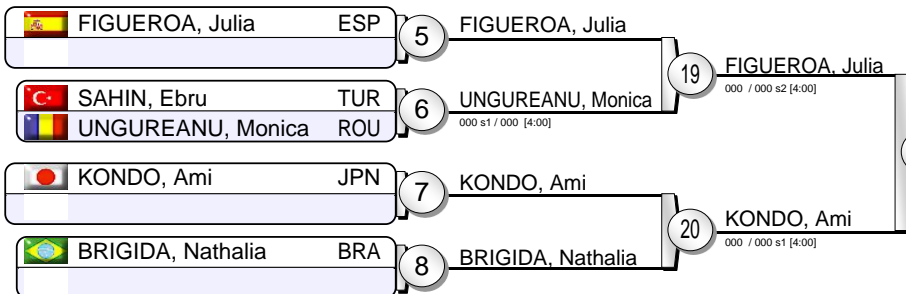 FIGUEROA, Julia ESP
5
FIGUEROA, Julia
19
FIGUEROA, Julia
000 / 000 s2 [4:00]
SAHIN, Ebru TUR
UNGUREANU, Monica ROU
6
UNGUREANU, Monica
000 s1 / 000 [4:00]
KONDO, Ami JPN
7
KONDO, Ami
20
KONDO, Ami
000 / 000 s1 [4:00]
BRIGIDA, Nathalia BRA
8
BRIGIDA, Nathalia